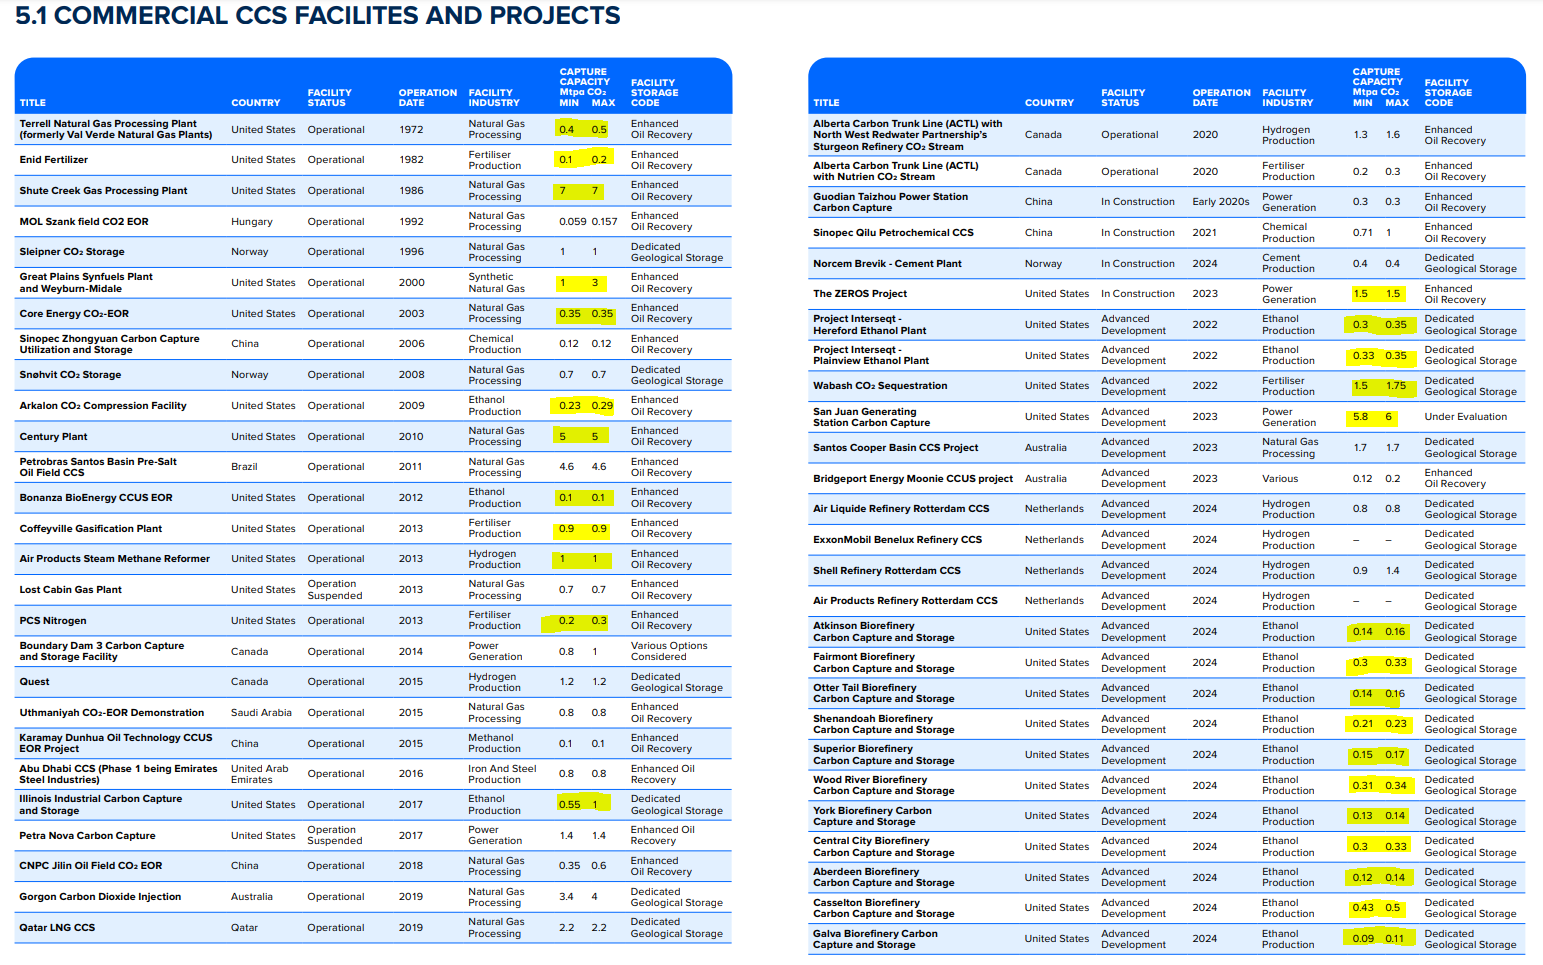 5.1 COMMERCIAL CCS FACILITES AND PROJECTS
TITLE COUNTRY FACILITY STATUS OPERATION DATE FACILITY INDUSTRY CAPTURE CAPACITY Mtpa CO₂ MIN MAX FACILITY STORAGE CODE
Terrell Natural Gas Processing Plant (formerly Val Verde Natural Gas Plants) United States Operational 1972 Natural Gas Processing 0.4 0.5 Enhanced Oil Recovery
Enid Fertilizer United States Operational 1982 Fertiliser Production 0.1 0.2 Enhanced Oil Recovery
Shute Creek Gas Processing Plant United States Operational 1986 Natural Gas Processing 7 7 Enhanced Oil Recovery
MOL Szank field CO2 EOR Hungary Operational 1992 Natural Gas Processing 0.059 0.157 Enhanced Oil Recovery
Sleipner CO₂ Storage Norway Operational 1996 Natural Gas Processing 1 1 Dedicated Geological Storage
Great Plains Synfuels Plant and Weyburn-Midale United States Operational 2000 Synthetic Natural Gas 1 3 Enhanced Oil Recovery
Core Energy CO₂-EOR United States Operational 2003 Natural Gas Processing 0.35 0.35 Enhanced Oil Recovery
Sinopec Zhongyuan Carbon Capture Utilization and Storage China Operational 2006 Chemical Production 0.12 0.12 Enhanced Oil Recovery
Snøhvit CO₂ Storage Norway Operational 2008 Natural Gas Processing 0.7 0.7 Dedicated Geological Storage
Arkalon CO₂ Compression Facility United States Operational 2009 Ethanol Production 0.23 0.29 Enhanced Oil Recovery
Century Plant United States Operational 2010 Natural Gas Processing 5 5 Enhanced Oil Recovery
Petrobras Santos Basin Pre-Salt Oil Field CCS Brazil Operational 2011 Natural Gas Processing 4.6 4.6 Enhanced Oil Recovery
Bonanza BioEnergy CCUS EOR United States Operational 2012 Ethanol Production 0.1 0.1 Enhanced Oil Recovery
Coffeyville Gasification Plant United States Operational 2013 Fertiliser Production 0.9 0.9 Enhanced Oil Recovery
Air Products Steam Methane Reformer United States Operational 2013 Hydrogen Production 1 1 Enhanced Oil Recovery
Lost Cabin Gas Plant United States Operation Suspended 2013 Natural Gas Processing 0.7 0.7 Enhanced Oil Recovery
PCS Nitrogen United States Operational 2013 Fertiliser Production 0.2 0.3 Enhanced Oil Recovery
Boundary Dam 3 Carbon Capture and Storage Facility Canada Operational 2014 Power Generation 0.8 1 Various Options Considered
Quest Canada Operational 2015 Hydrogen Production 1.2 1.2 Dedicated Geological Storage
Uthmaniyah CO₂-EOR Demonstration Saudi Arabia Operational 2015 Natural Gas Processing 0.8 0.8 Enhanced Oil Recovery
Karamay Dunhua Oil Technology CCUS EOR Project China Operational 2015 Methanol Production 0.1 0.1 Enhanced Oil Recovery
Abu Dhabi CCS (Phase 1 being Emirates Steel Industries) United Arab Emirates Operational 2016 Iron And Steel Production 0.8 0.8 Enhanced Oil Recovery
Illinois Industrial Carbon Capture and Storage United States Operational 2017 Ethanol Production 0.55 1 Dedicated Geological Storage
Petra Nova Carbon Capture United States Operation Suspended 2017 Power Generation 1.4 1.4 Enhanced Oil Recovery
CNPC Jilin Oil Field CO₂ EOR China Operational 2018 Natural Gas Processing 0.35 0.6 Enhanced Oil Recovery
Gorgon Carbon Dioxide Injection Australia Operational 2019 Natural Gas Processing 3.4 4 Dedicated Geological Storage
Qatar LNG CCS Qatar Operational 2019 Natural Gas Processing 2.2 2.2 Dedicated Geological Storage
TITLE COUNTRY FACILITY STATUS OPERATION DATE FACILITY INDUSTRY CAPTURE CAPACITY Mtpa CO₂ MIN MAX FACILITY STORAGE CODE
Alberta Carbon Trunk Line (ACTL) with North West Redwater Partnership's Sturgeon Refinery CO₂ Stream Canada Operational 2020 Hydrogen Production 1.3 1.6 Enhanced Oil Recovery
Alberta Carbon Trunk Line (ACTL) with Nutrien CO₂ Stream Canada Operational 2020 Fertiliser Production 0.2 0.3 Enhanced Oil Recovery
Guodian Taizhou Power Station Carbon Capture China In Construction Early 2020s Power Generation 0.3 0.3 Enhanced Oil Recovery
Sinopec Qilu Petrochemical CCS China In Construction 2021 Chemical Production 0.71 1 Enhanced Oil Recovery
Norcem Brevik - Cement Plant Norway In Construction 2024 Cement Production 0.4 0.4 Dedicated Geological Storage
The ZEROS Project United States In Construction 2023 Power Generation 1.5 1.5 Enhanced Oil Recovery
Project Interseqt - Hereford Ethanol Plant United States Advanced Development 2022 Ethanol Production 0.3 0.35 Dedicated Geological Storage
Project Interseqt - Plainview Ethanol Plant United States Advanced Development 2022 Ethanol Production 0.33 0.35 Dedicated Geological Storage
Wabash CO₂ Sequestration United States Advanced Development 2022 Fertiliser Production 1.5 1.75 Dedicated Geological Storage
San Juan Generating Station Carbon Capture United States Advanced Development 2023 Power Generation 5.8 6 Under Evaluation
Santos Cooper Basin CCS Project Australia Advanced Development 2023 Natural Gas Processing 1.7 1.7 Dedicated Geological Storage
Bridgeport Energy Moonie CCUS project Australia Advanced Development 2023 Various 0.12 0.2 Enhanced Oil Recovery
Air Liquide Refinery Rotterdam CCS Netherlands Advanced Development 2024 Hydrogen Production 0.8 0.8 Dedicated Geological Storage
ExxonMobil Benelux Refinery CCS Netherlands Advanced Development 2024 Hydrogen Production – – Dedicated Geological Storage
Shell Refinery Rotterdam CCS Netherlands Advanced Development 2024 Hydrogen Production 0.9 1.4 Dedicated Geological Storage
Air Products Refinery Rotterdam CCS Netherlands Advanced Development 2024 Hydrogen Production – – Dedicated Geological Storage
Atkinson Biorefinery Carbon Capture and Storage United States Advanced Development 2024 Ethanol Production 0.14 0.16 Dedicated Geological Storage
Fairmont Biorefinery Carbon Capture and Storage United States Advanced Development 2024 Ethanol Production 0.3 0.33 Dedicated Geological Storage
Otter Tail Biorefinery Carbon Capture and Storage United States Advanced Development 2024 Ethanol Production 0.14 0.16 Dedicated Geological Storage
Shenandoah Biorefinery Carbon Capture and Storage United States Advanced Development 2024 Ethanol Production 0.21 0.23 Dedicated Geological Storage
Superior Biorefinery Carbon Capture and Storage United States Advanced Development 2024 Ethanol Production 0.15 0.17 Dedicated Geological Storage
Wood River Biorefinery Carbon Capture and Storage United States Advanced Development 2024 Ethanol Production 0.31 0.34 Dedicated Geological Storage
York Biorefinery Carbon Capture and Storage United States Advanced Development 2024 Ethanol Production 0.13 0.14 Dedicated Geological Storage
Central City Biorefinery Carbon Capture and Storage United States Advanced Development 2024 Ethanol Production 0.3 0.33 Dedicated Geological Storage
Aberdeen Biorefinery Carbon Capture and Storage United States Advanced Development 2024 Ethanol Production 0.12 0.14 Dedicated Geological Storage
Casselton Biorefinery Carbon Capture and Storage United States Advanced Development 2024 Ethanol Production 0.43 0.5 Dedicated Geological Storage
Galva Biorefinery Carbon Capture and Storage United States Advanced Development 2024 Ethanol Production 0.09 0.11 Dedicated Geological Storage